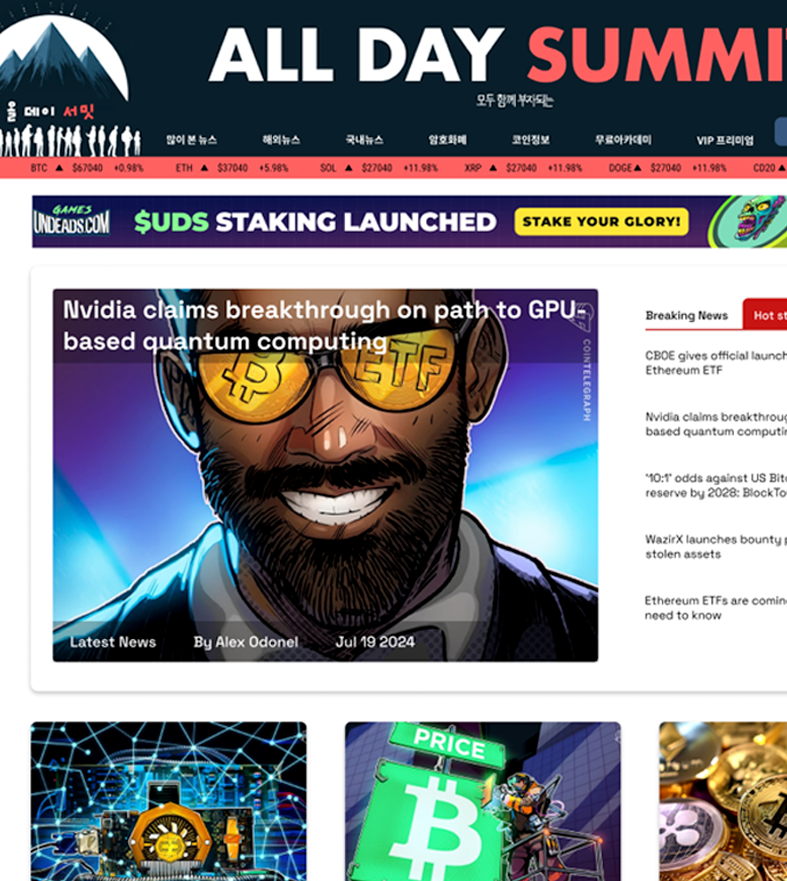 ALL DAY SUMMI
모두 함께 부자되는
올 데이 서밋
많이 본 뉴스 해외뉴스 국내뉴스 암호화폐 코인정보 무료아카데미 VIP 프리미엄
BTC ▲ $67040 +0.98% ETH ▲ $37040 +5.98% SOL ▲ $27040 +11.98% XRP ▲ $27040 +11.98% DOGE ▲ $27040 +11.98% CD20 ▲
GAMES
UNDEADS.COM
$UDS STAKING LAUNCHED STAKE YOUR GLORY!
Nvidia claims breakthrough on path to GPU-
based quantum computing
B ETF
COINTELEGRAPH
Latest News By Alex Odonel Jul 19 2024
Breaking News Hot st
CBOE gives official launch
Ethereum ETF
Nvidia claims breakthroug
based quantum computin
'10:1' odds against US Bitc
reserve by 2028: BlockTo
WazirX launches bounty p
stolen assets
Ethereum ETFs are coming
need to know
PRICE